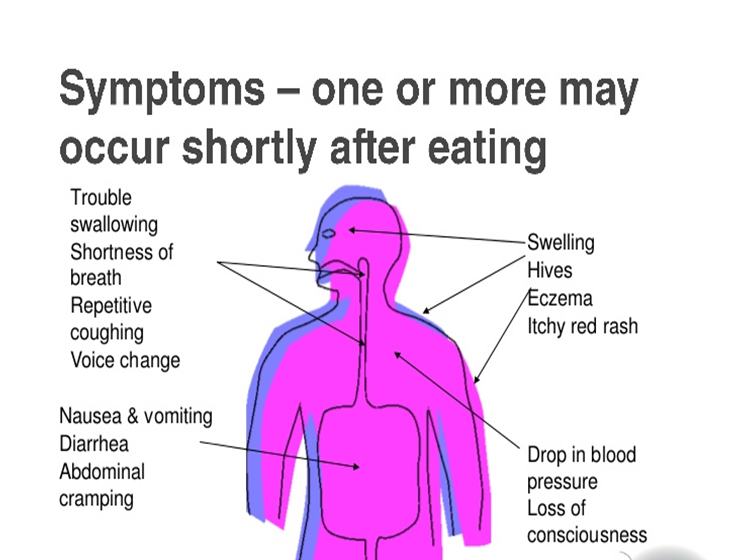 Symptoms – one or more may
occur shortly after eating
Trouble
swallowing
Shortness of
breath
Repetitive
coughing
Voice change
Nausea & vomiting
Diarrhea
Abdominal
cramping
Swelling
Hives
Eczema
Itchy red rash
Drop in blood
pressure
Loss of
consciousness